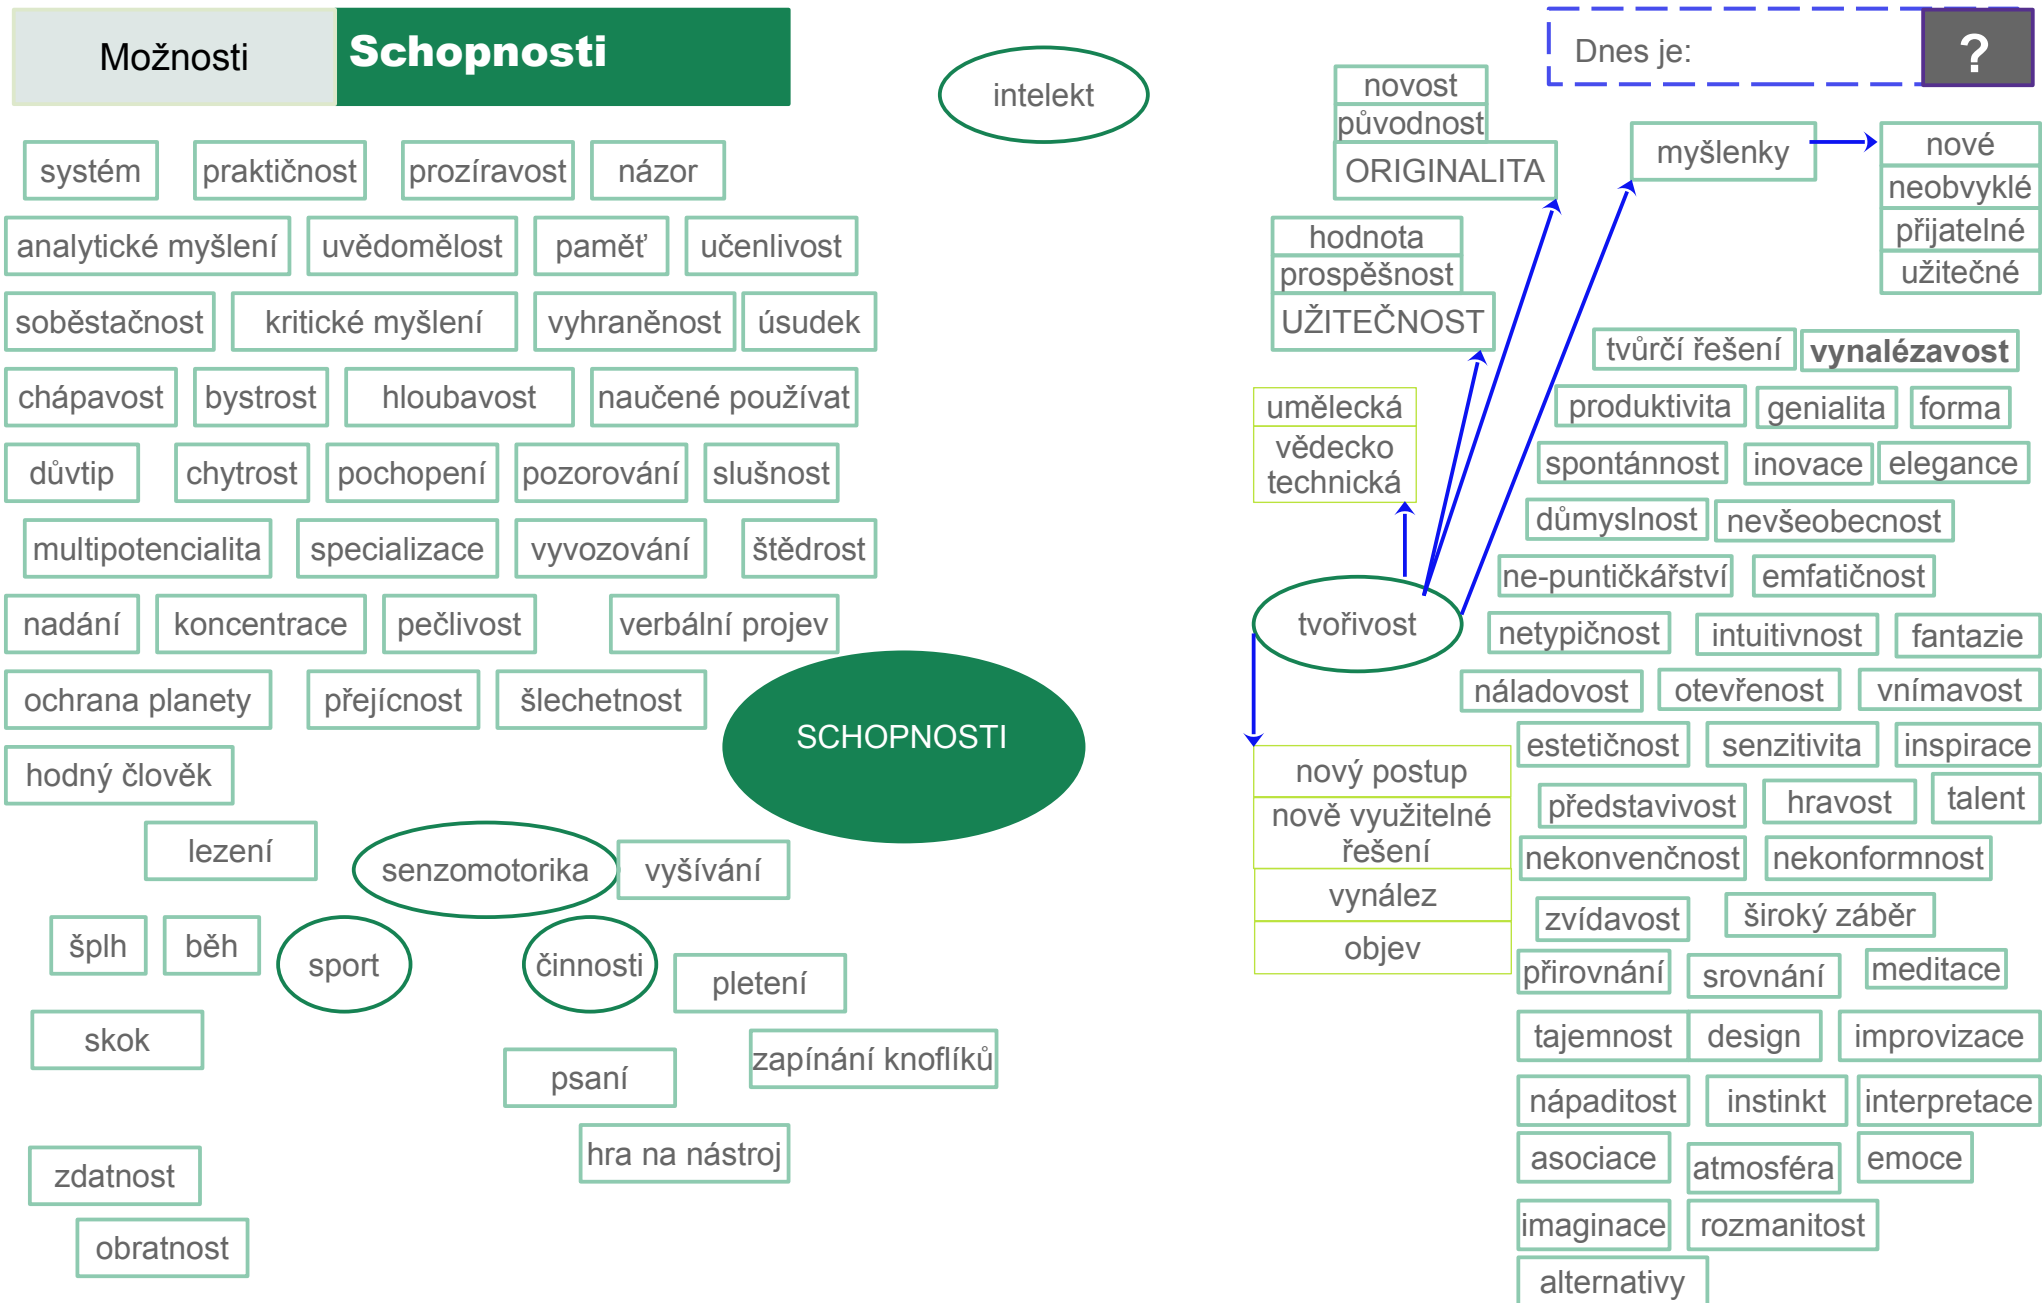 Možnosti
Schopnosti
intelekt
Dnes je:
?
novost
původnost
ORIGINALITA
myšlenky
nové
neobvyklé
přijatelné
užitečné
hodnota
prospěšnost
UŽITEČNOST
systém
praktičnost
prozíravost
názor
analytické myšlení
uvědomělost
paměť
učenlivost
soběstačnost
kritické myšlení
vyhraněnost
úsudek
chápavost
bystrost
hloubavost
naučené používat
důvtip
chytrost
pochopení
pozorování
slušnost
multipotencialita
specializace
vyvozování
štědrost
nadání
koncentrace
pečlivost
verbální projev
ochrana planety
přejícnost
šlechetnost
SCHOPNOSTI
hodný člověk
lezení
senzomotorika
vyšívání
šplh
běh
sport
činnosti
pletení
skok
psaní
zapínání knoflíků
hra na nástroj
zdatnost
obratnost
umělecká
vědecko
technická
tvořivost
nový postup
nově využitelné
řešení
vynález
objev
tvůrčí řešení
vynalézavost
produktivita
genialita
forma
spontánnost
inovace
elegance
důmyslnost
nevšeobecnost
ne-puntičkářství
emfatičnost
netypičnost
intuitivnost
fantazie
náladovost
otevřenost
vnímavost
estetičnost
senzitivita
inspirace
představivost
hravost
talent
nekonvenčnost
nekonformnost
zvídavost
široký záběr
přirovnání
srovnání
meditace
tajemnost
design
improvizace
nápaditost
instinkt
interpretace
asociace
atmosféra
emoce
imaginace
rozmanitost
alternativy